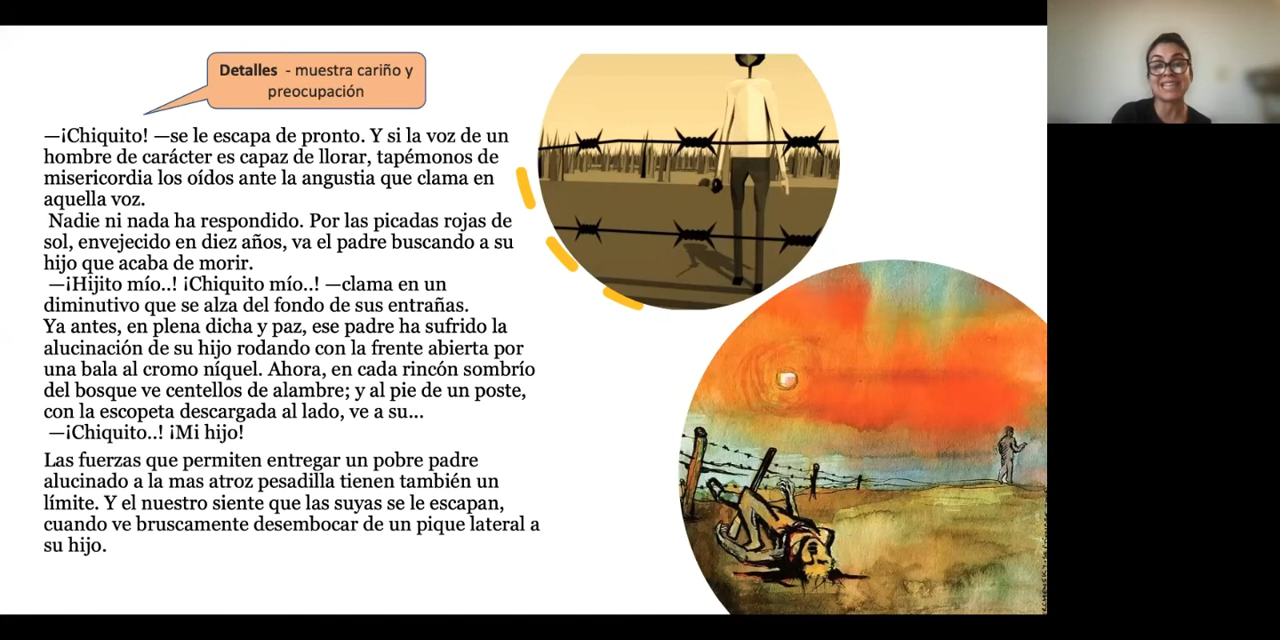 Detalles - muestra cariño y
preocupación
—¡Chiquito! —se le escapa de pronto. Y si la voz de un
hombre de carácter es capaz de llorar, tapémonos de
misericordia los oídos ante la angustia que clama en
aquella voz.
Nadie ni nada ha respondido. Por las picadas rojas de
sol, envejecido en diez años, va el padre buscando a su
hijo que acaba de morir.
—¡Hijito mío..! ¡Chiquito mío..! —clama en un
diminutivo que se alza del fondo de sus entrañas.
Ya antes, en plena dicha y paz, ese padre ha sufrido la
alucinación de su hijo rodando con la frente abierta por
una bala al cromo níquel. Ahora, en cada rincón sombrío
del bosque ve centellos de alambre; y al pie de un poste,
con la escopeta descargada al lado, ve a su...
—¡Chiquito..! ¡Mi hijo!
Las fuerzas que permiten entregar un pobre padre
alucinado a la mas atroz pesadilla tienen también un
límite. Y el nuestro siente que las suyas se le escapan,
cuando ve bruscamente desembocar de un pique lateral a
su hijo.